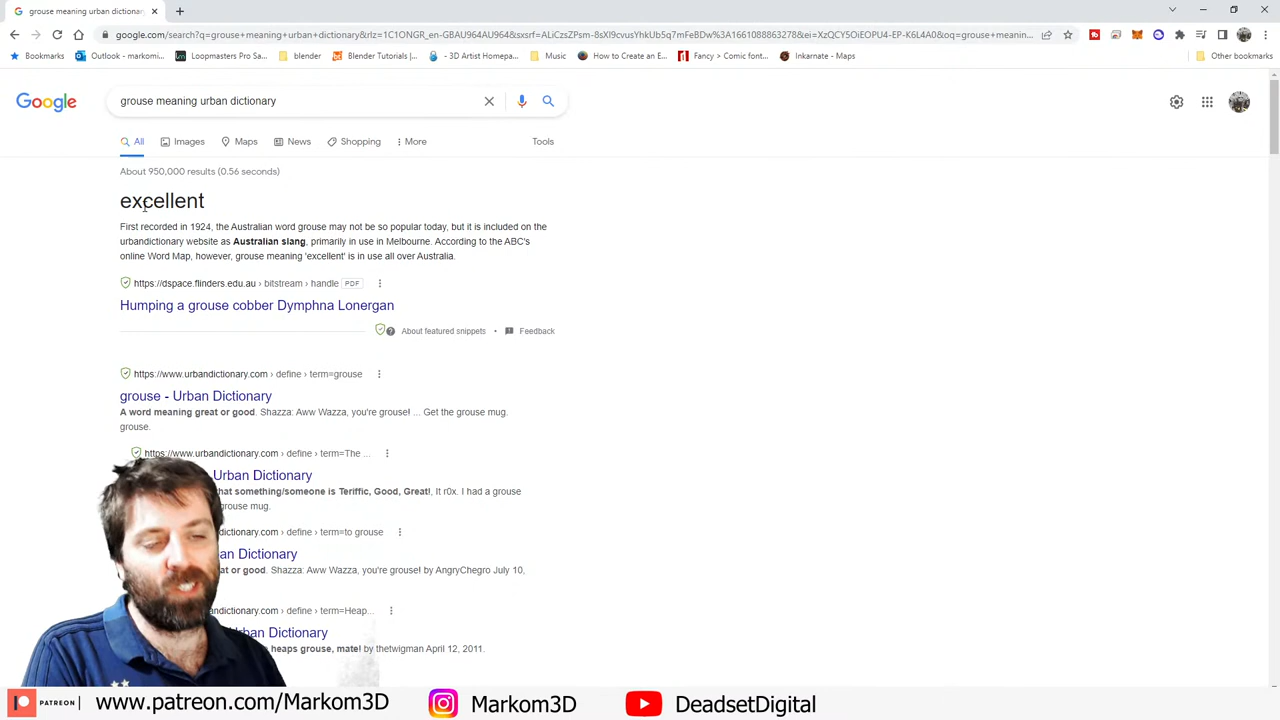 grouse meaning urban dictionary
google.com/search?q=grouse+meaning+urban+dictionary&rlz=1C1ONGR_en-GBAU964AU964&sxsrf=ALiCzsZPsm-8sXI9cvusYhkUb5q7mFeBDw%3A1661088863278&ei=XzQCY5OiEOPU4-EP-K6L4A0&oq=grouse+meanin...
Bookmarks
Outlook - markomi...
Loopmasters Pro Sa...
blender
Blender Tutorials |...
- 3D Artist Homepa...
Music
How to Create an E...
Fancy > Comic font...
Inkarnate - Maps
Other bookmarks
Google
grouse meaning urban dictionary
All Images Maps News Shopping More Tools
About 950,000 results (0.56 seconds)
excellent
First recorded in 1924, the Australian word grouse may not be so popular today, but it is included on the
urbandictionary website as Australian slang, primarily in use in Melbourne. According to the ABC's
online Word Map, however, grouse meaning 'excellent' is in use all over Australia.
https://dspace.flinders.edu.au › bitstream › handle PDF
Humping a grouse cobber Dymphna Lonergan
About featured snippets • Feedback
https://www.urbandictionary.com › define › term=grouse
grouse - Urban Dictionary
A word meaning great or good. Shazza: Aww Wazza, you're grouse! ... Get the grouse mug.
grouse.
https://www.urbandictionary.com › define › term=The ...
Urban Dictionary
hat something/someone is Teriffic, Good, Great!, It r0x. I had a grouse
grouse mug.
dictionary.com › define › term=to grouse
an Dictionary
at or good. Shazza: Aww Wazza, you're grouse! by AngryChegro July 10,
andictionary.com › define › term=Heap...
Urban Dictionary
heaps grouse, mate! by thetwigman April 12, 2011.
PATREON | www.patreon.com/Markom3D Markom3D DeadsetDigital